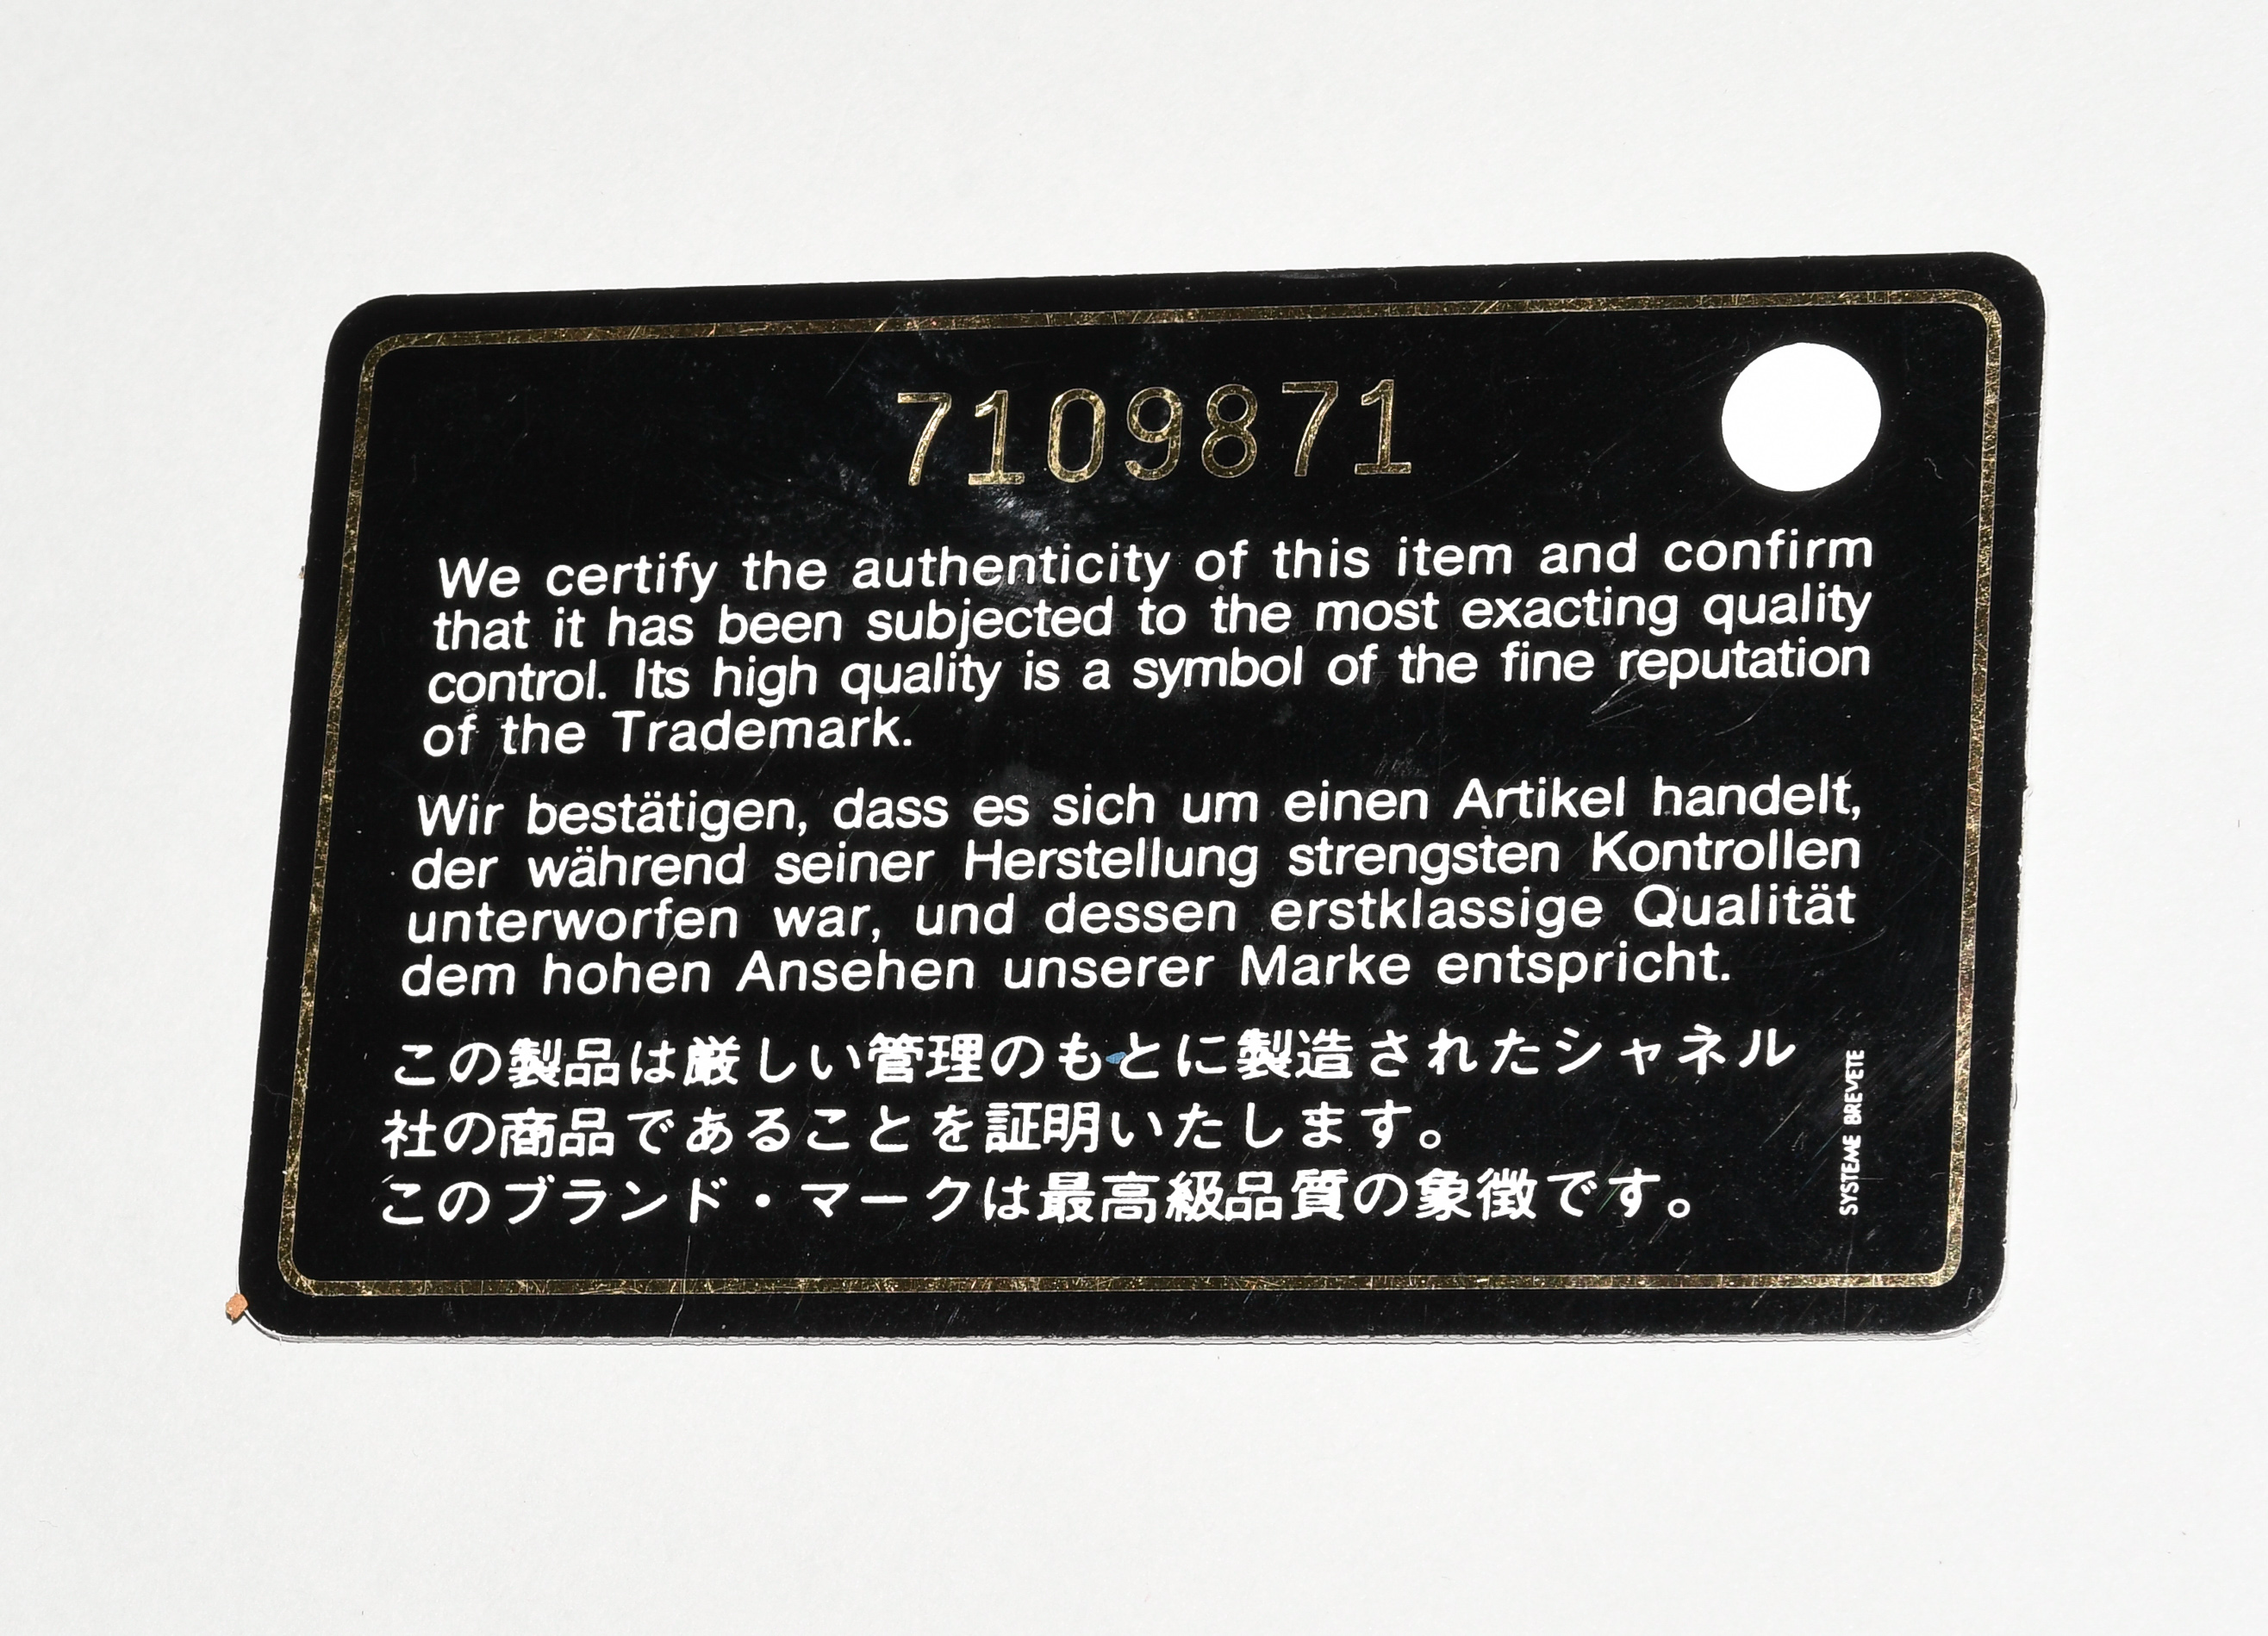 7109871
We certify the authenticity of this item and confirm
that it has been subjected to the most exacting quality
control. Its high quality is a symbol of the fine reputation
of the Trademark.
Wir bestätigen, dass es sich um einen Artikel handelt,
der während seiner Herstellung strengsten Kontrollen
unterworfen war, und dessen erstklassige Qualität
dem hohen Ansehen unserer Marke entspricht.
この製品は厳しい管理のもとに製造されたシャネル
社の商品であることを証明いたします。
このブランド・マークは最高級品質の象徴です。
SYSTEME BREVETE